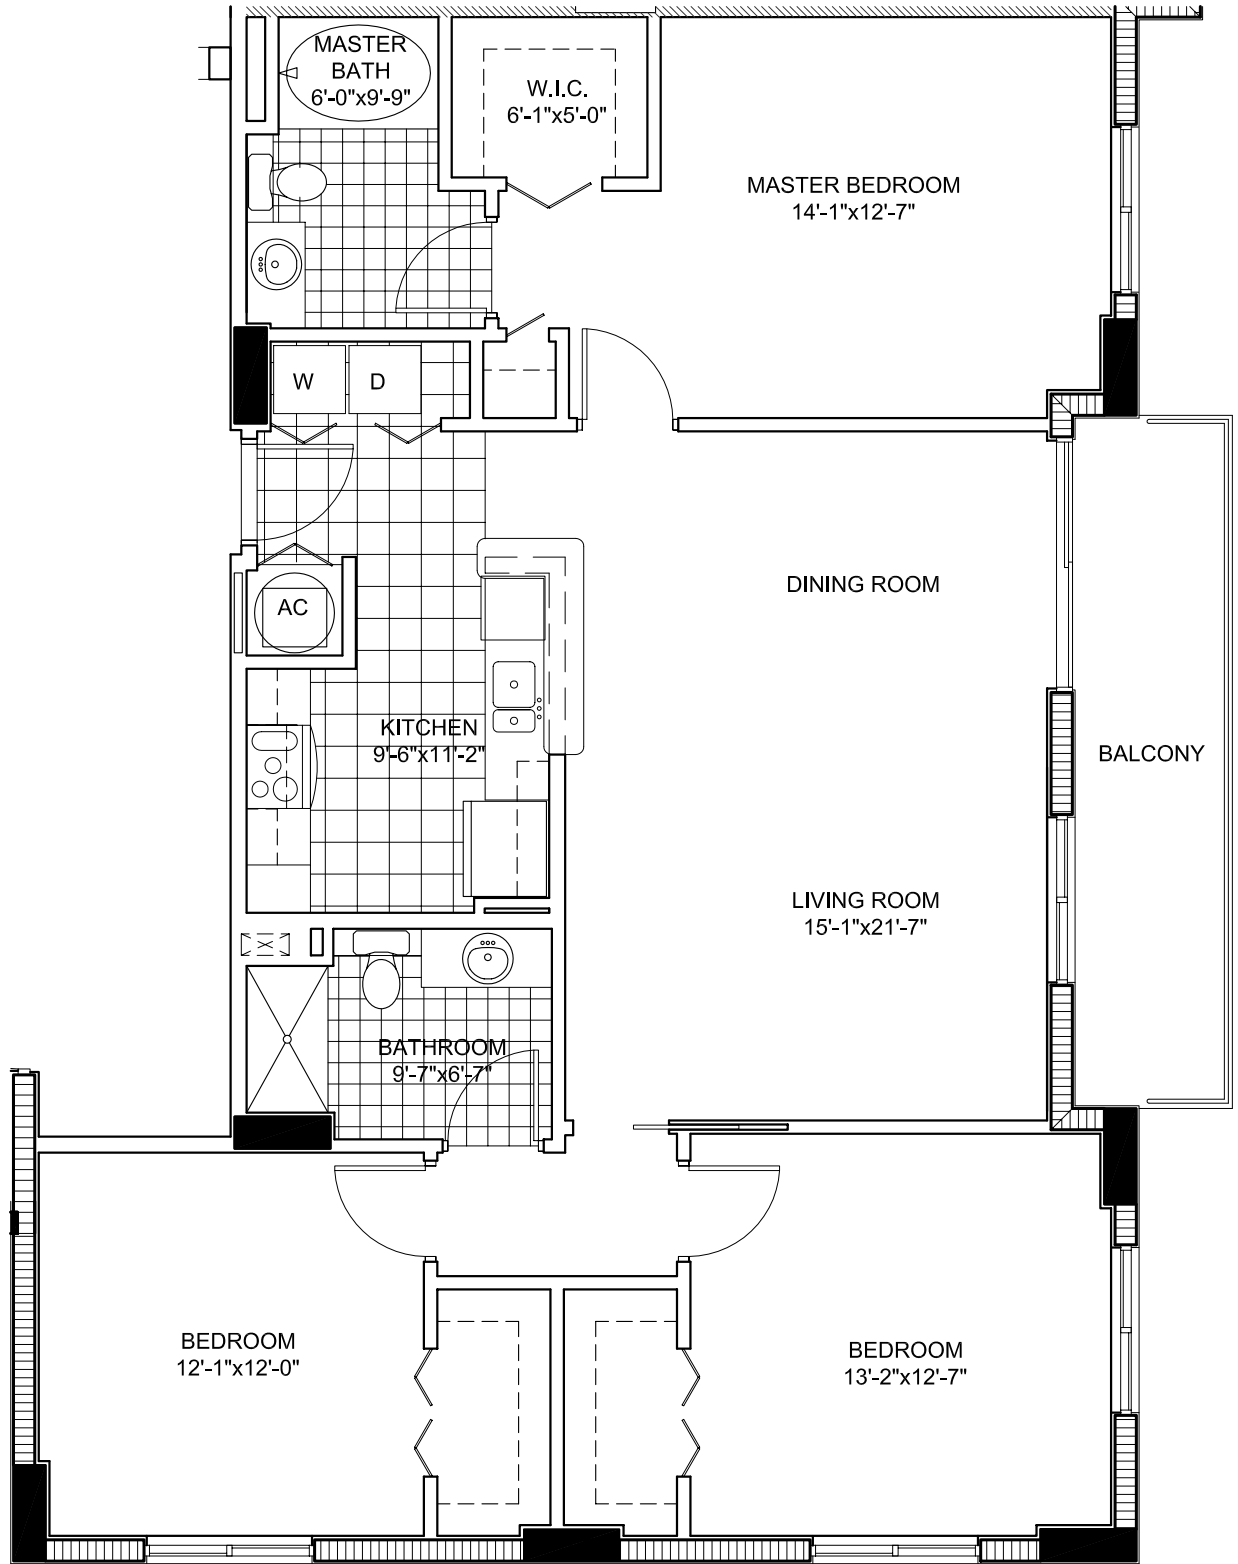 MASTER
BATH
6'-0"x9'-9"
W.I.C.
6'-1"x5'-0"
MASTER BEDROOM
14'-1"x12'-7"
W
D
DINING ROOM
AC
KITCHEN
9'-6"x11'-2"
BALCONY
LIVING ROOM
15'-1"x21'-7"
BATHROOM
9'-7"x6'-7"
BEDROOM
12'-1"x12'-0"
BEDROOM
13'-2"x12'-7"